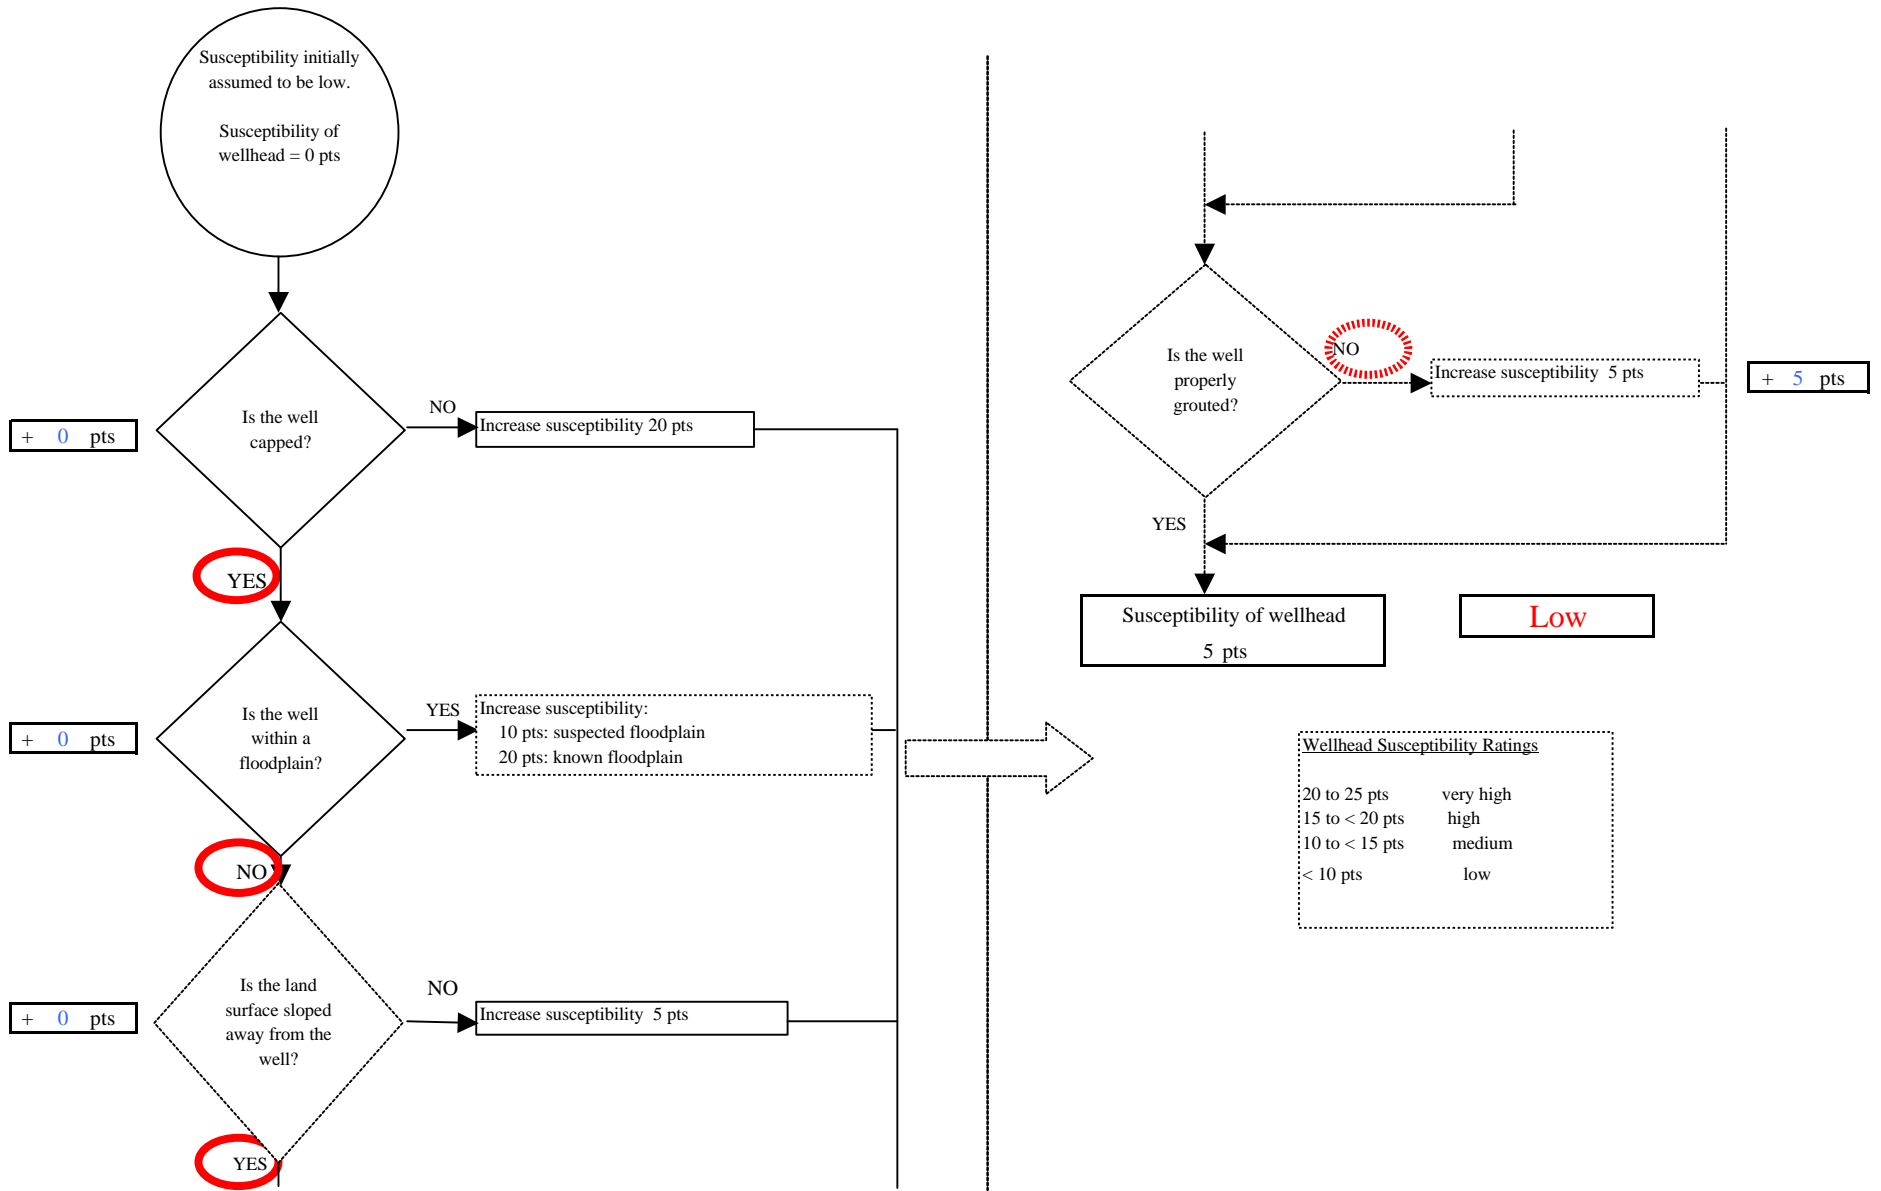 Susceptibility initially
assumed to be low.
Susceptibility of
wellhead = 0 pts
Is the well
capped?
+ 0 pts
NO
Increase susceptibility 20 pts
YES
Is the well
within a
floodplain?
+ 0 pts
YES
Increase susceptibility:
10 pts: suspected floodplain
20 pts: known floodplain
NO
Is the land
surface sloped
away from the
well?
+ 0 pts
NO
Increase susceptibility 5 pts
YES
Is the well
properly
grouted?
NO
Increase susceptibility 5 pts
+ 5 pts
YES
Susceptibility of wellhead
5 pts
Low
Wellhead Susceptibility Ratings
20 to 25 pts very high
15 to < 20 pts high
10 to < 15 pts medium
< 10 pts low